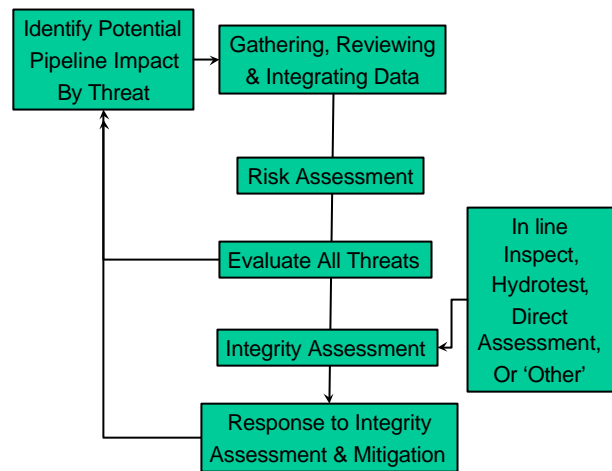 Identify Potential
Pipeline Impact
By Threat
Gathering, Reviewing
& Integrating Data
Risk Assessment
Evaluate All Threats
In line
Inspect,
Hydrotest,
Direct
Assessment,
Or ‘Other’
Integrity Assessment
Response to Integrity
Assessment & Mitigation